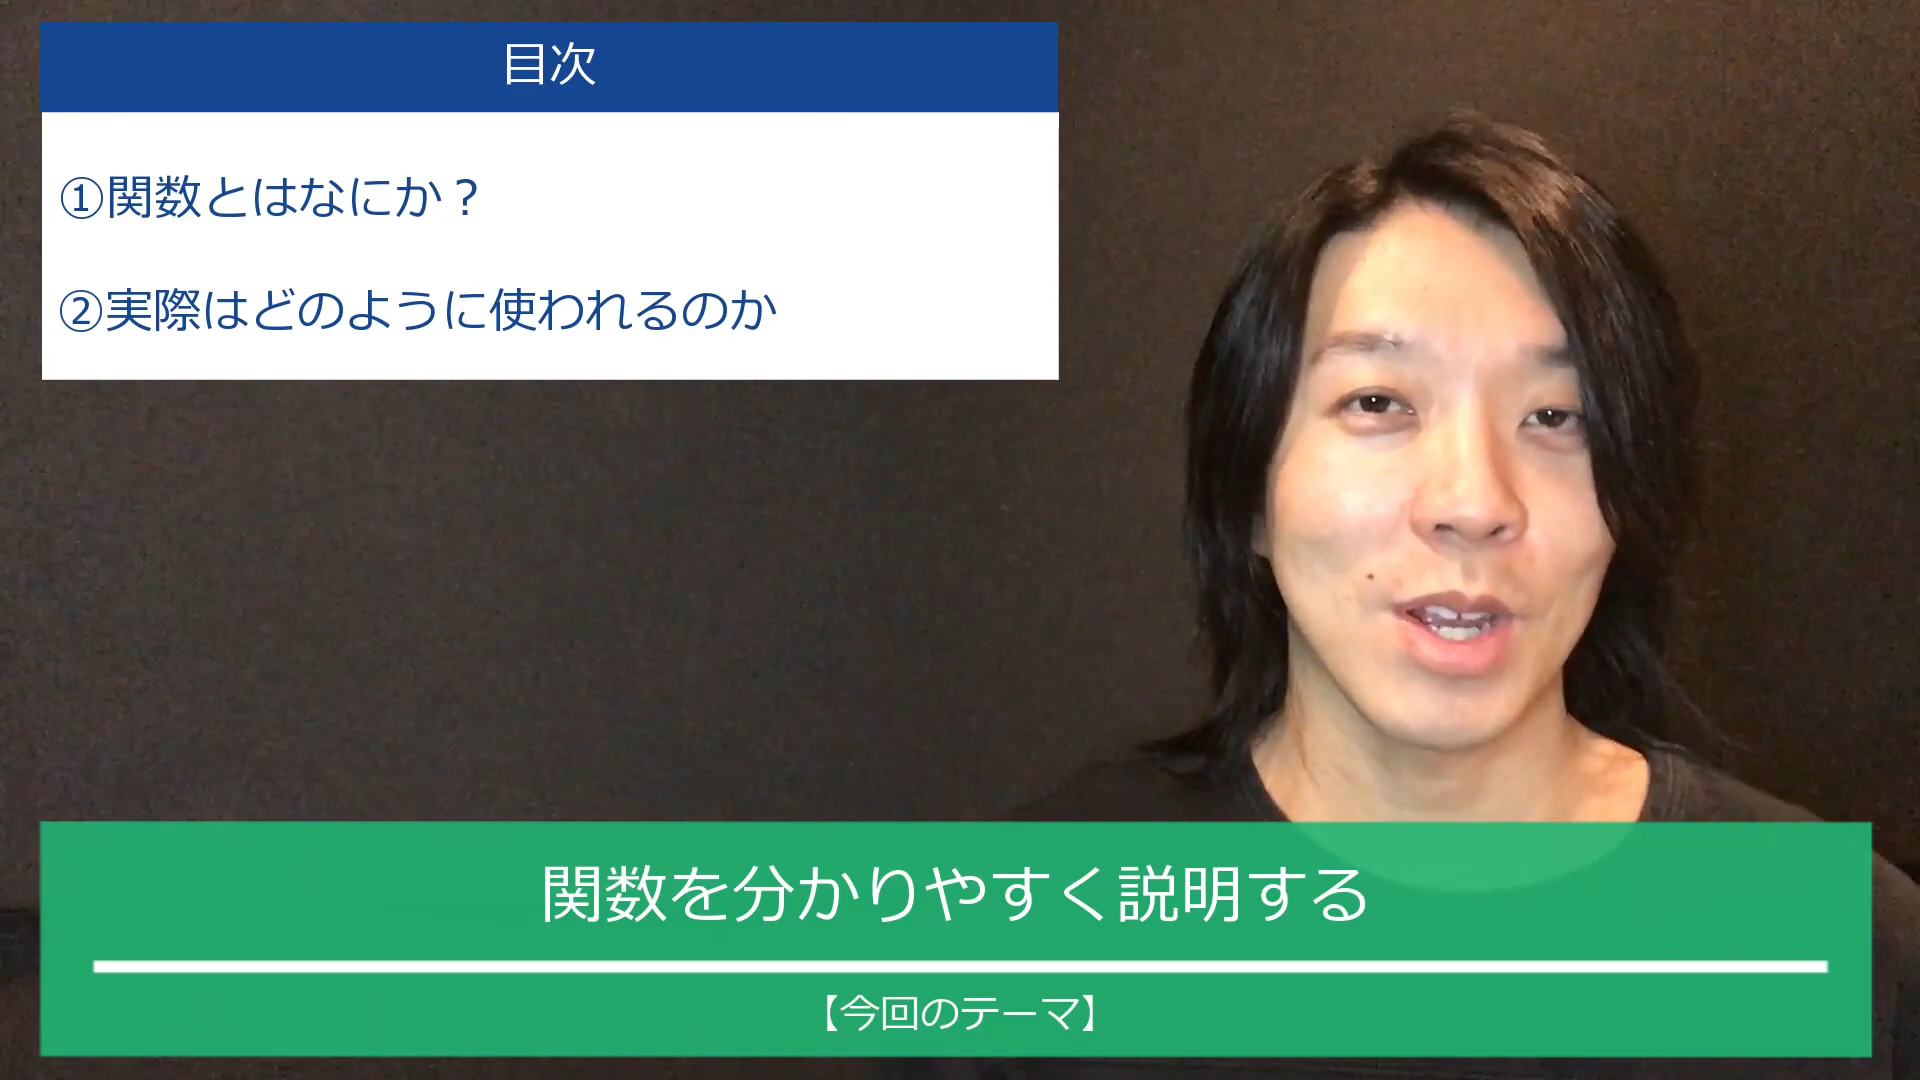 目次
①関数とはなにか？
②実際はどのように使われるのか
関数を分かりやすく説明する
【今回のテーマ】